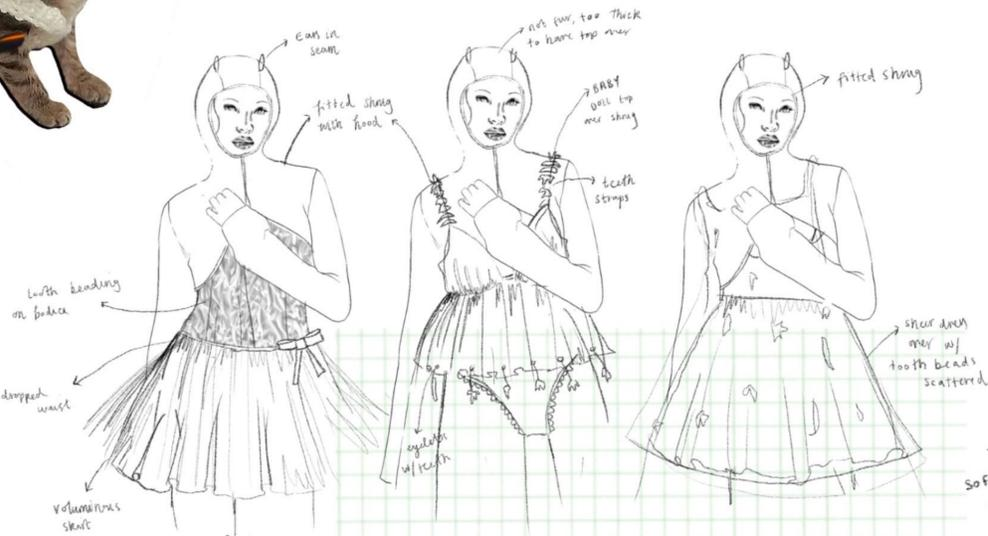 Ears in
seam
fitted shrug
with hood
not fur, too thick
to have top over
BABY
Doll top
over shrug
teeth
straps
fitted shrug
tooth beading
on bodice
dropped
waist
voluminous
skirt
eyelets
w/ teeth
sheer dress
over w/
tooth beads
scattered